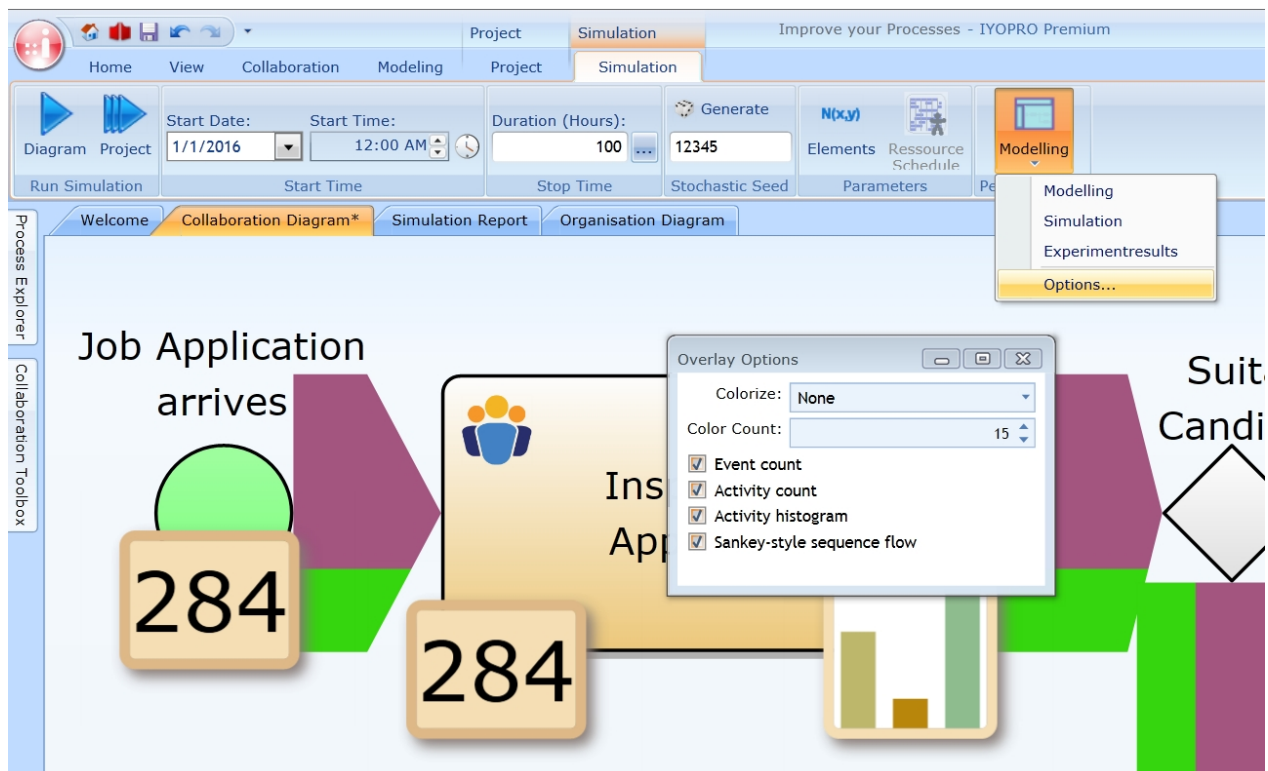 Project Simulation Improve your Processes - IYOPRO Premium
Home View Collaboration Modeling Project Simulation
Start Date: Start Time: Duration (Hours): Generate N(x,y)
Diagram Project 1/1/2016 12:00 AM 100 ... 12345 Elements Ressource Schedule Modelling
Run Simulation Start Time Stop Time Stochastic Seed Parameters
Modelling
Simulation
Experimentresults
Options...
Welcome Collaboration Diagram* Simulation Report Organisation Diagram
Process Explorer
Collaboration Toolbox
Job Application
arrives
284
284
Overlay Options
Colorize: None
Color Count: 15
Event count
Activity count
Activity histogram
Sankey-style sequence flow